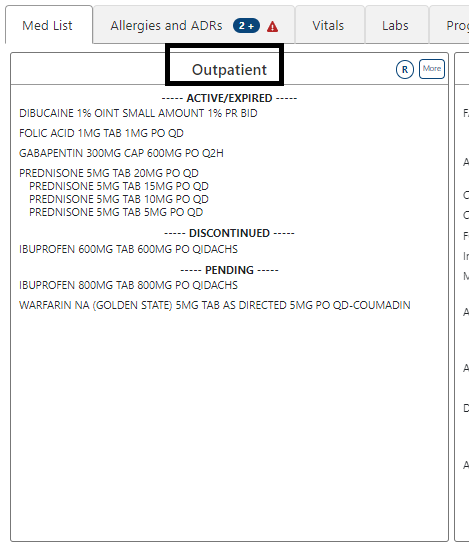 Med List
Allergies and ADRs 2 +
Vitals
Labs
Outpatient
R
More
----- ACTIVE/EXPIRED -----
DIBUCAINE 1% OINT SMALL AMOUNT 1% PR BID
FOLIC ACID 1MG TAB 1MG PO QD
GABAPENTIN 300MG CAP 600MG PO Q2H
PREDNISONE 5MG TAB 20MG PO QD
PREDNISONE 5MG TAB 15MG PO QD
PREDNISONE 5MG TAB 10MG PO QD
PREDNISONE 5MG TAB 5MG PO QD
----- DISCONTINUED -----
IBUPROFEN 600MG TAB 600MG PO QIDACHS
----- PENDING -----
IBUPROFEN 800MG TAB 800MG PO QIDACHS
WARFARIN NA (GOLDEN STATE) 5MG TAB AS DIRECTED 5MG PO QD-COUMADIN